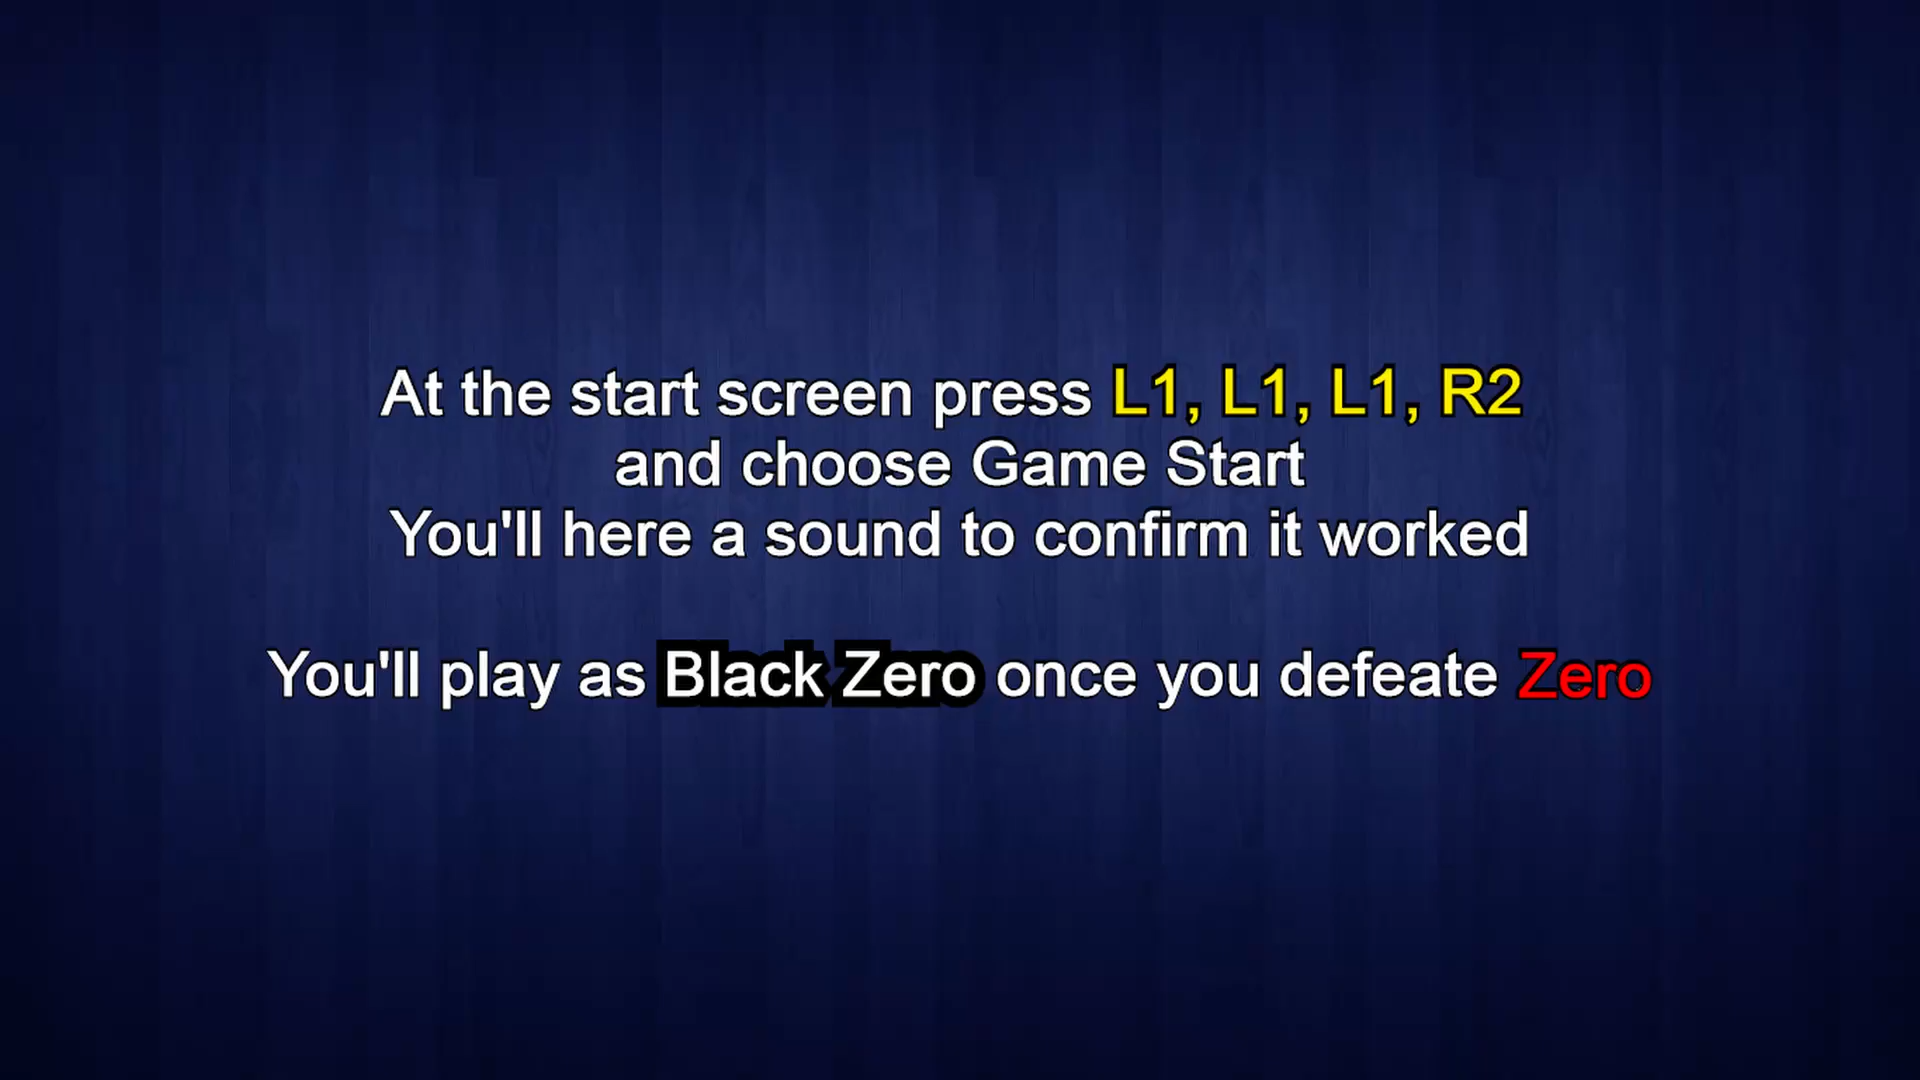 At the start screen press L1, L1, L1, R2
and choose Game Start
You'll here a sound to confirm it worked
You'll play as Black Zero once you defeate Zero